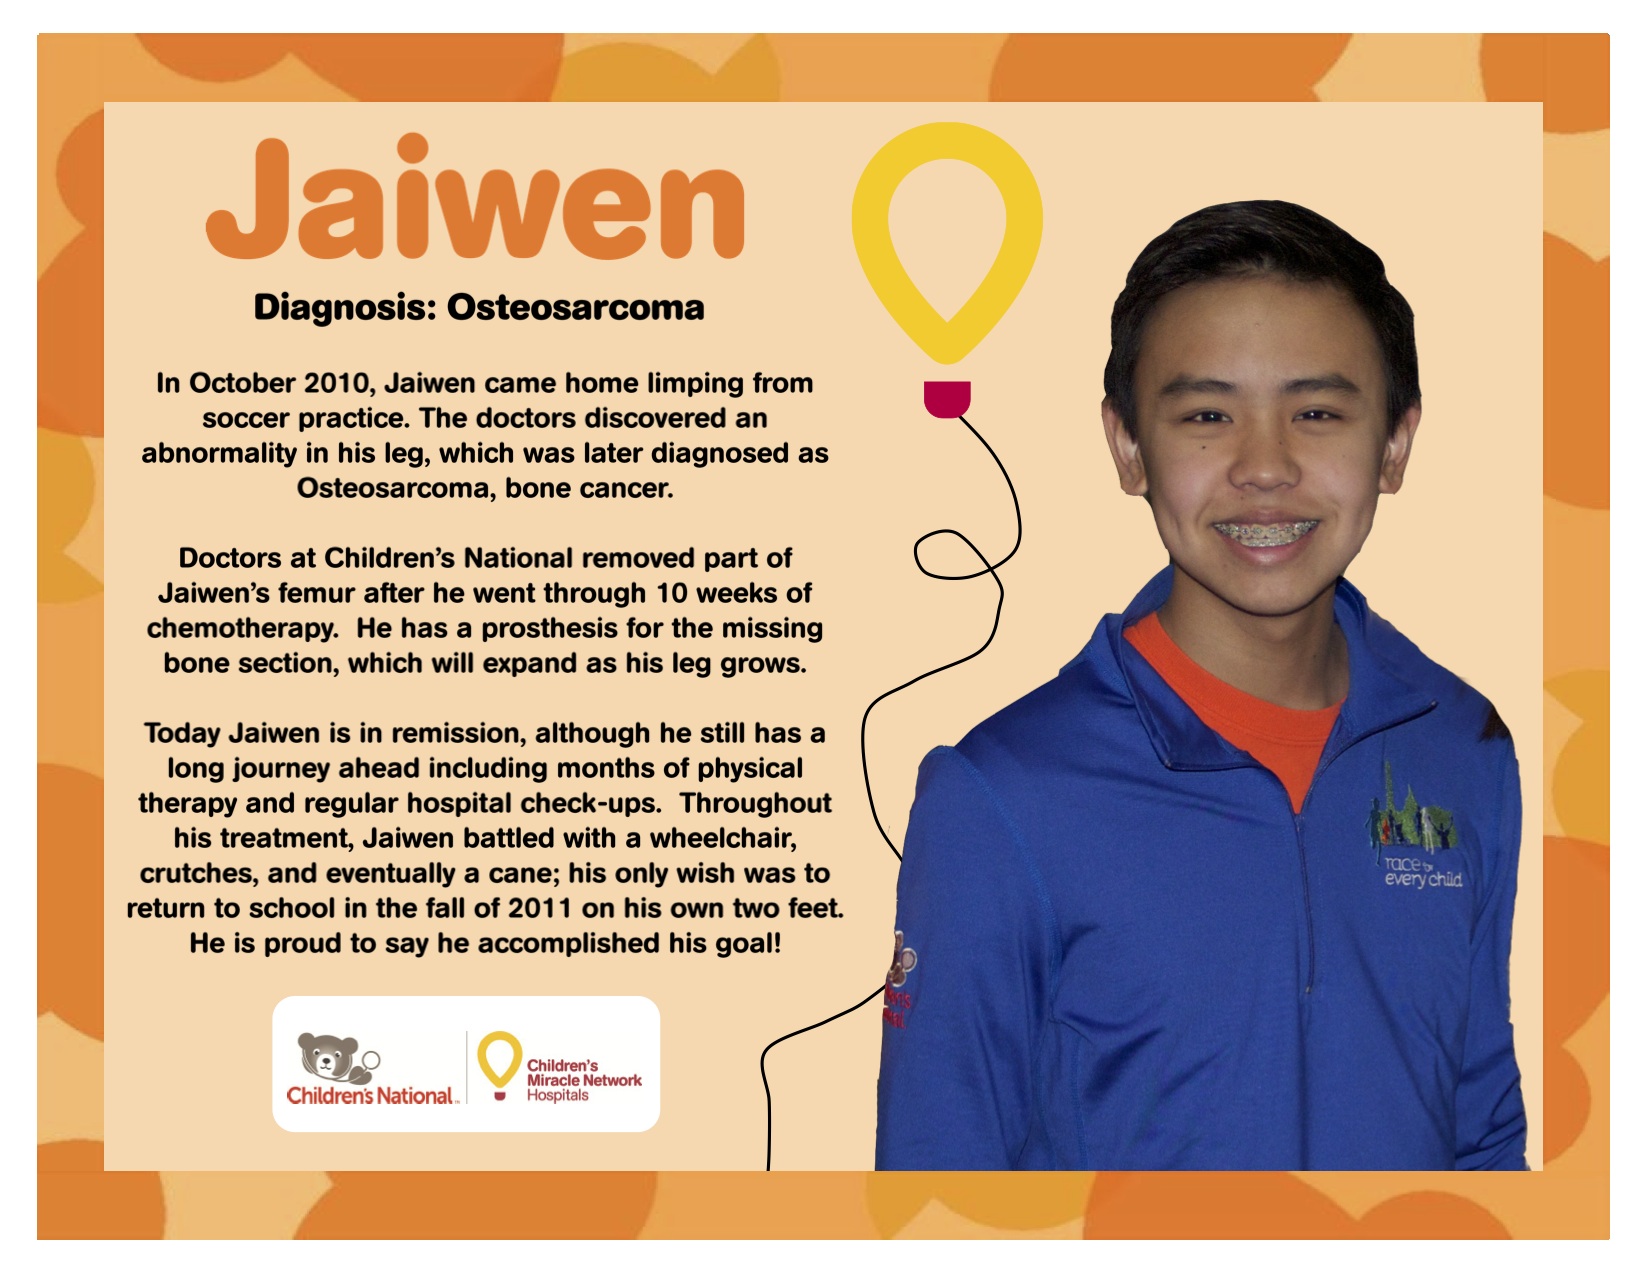 Jaiwen
Diagnosis: Osteosarcoma
In October 2010, Jaiwen came home limping from
soccer practice. The doctors discovered an
abnormality in his leg, which was later diagnosed as
Osteosarcoma, bone cancer.
Doctors at Children’s National removed part of
Jaiwen’s femur after he went through 10 weeks of
chemotherapy.  He has a prosthesis for the missing
bone section, which will expand as his leg grows.
Today Jaiwen is in remission, although he still has a
long journey ahead including months of physical
therapy and regular hospital check-ups.  Throughout
his treatment, Jaiwen battled with a wheelchair,
crutches, and eventually a cane; his only wish was to
return to school in the fall of 2011 on his own two feet.
He is proud to say he accomplished his goal!
Children's National
Children's
Miracle Network
Hospitals
race for
every child